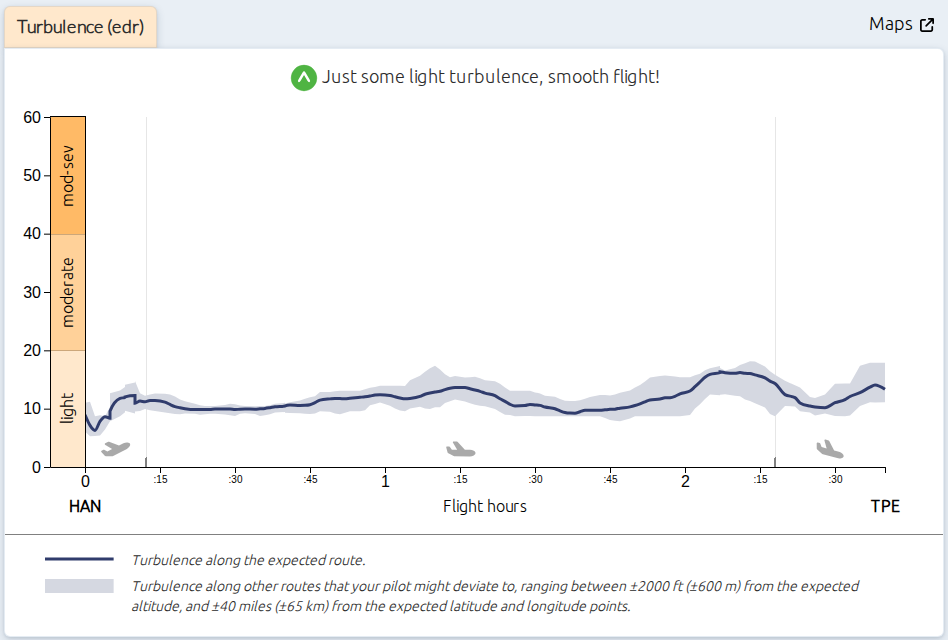 Turbulence (edr)
Maps
Just some light turbulence, smooth flight!
60
50
40
30
20
10
0
mod-sev
moderate
light
0 :15 :30 :45 1 :15 :30 :45 2 :15 :30
HAN Flight hours TPE
Turbulence along the expected route.
Turbulence along other routes that your pilot might deviate to, ranging between ±2000 ft (±600 m) from the expected
altitude, and ±40 miles (±65 km) from the expected latitude and longitude points.